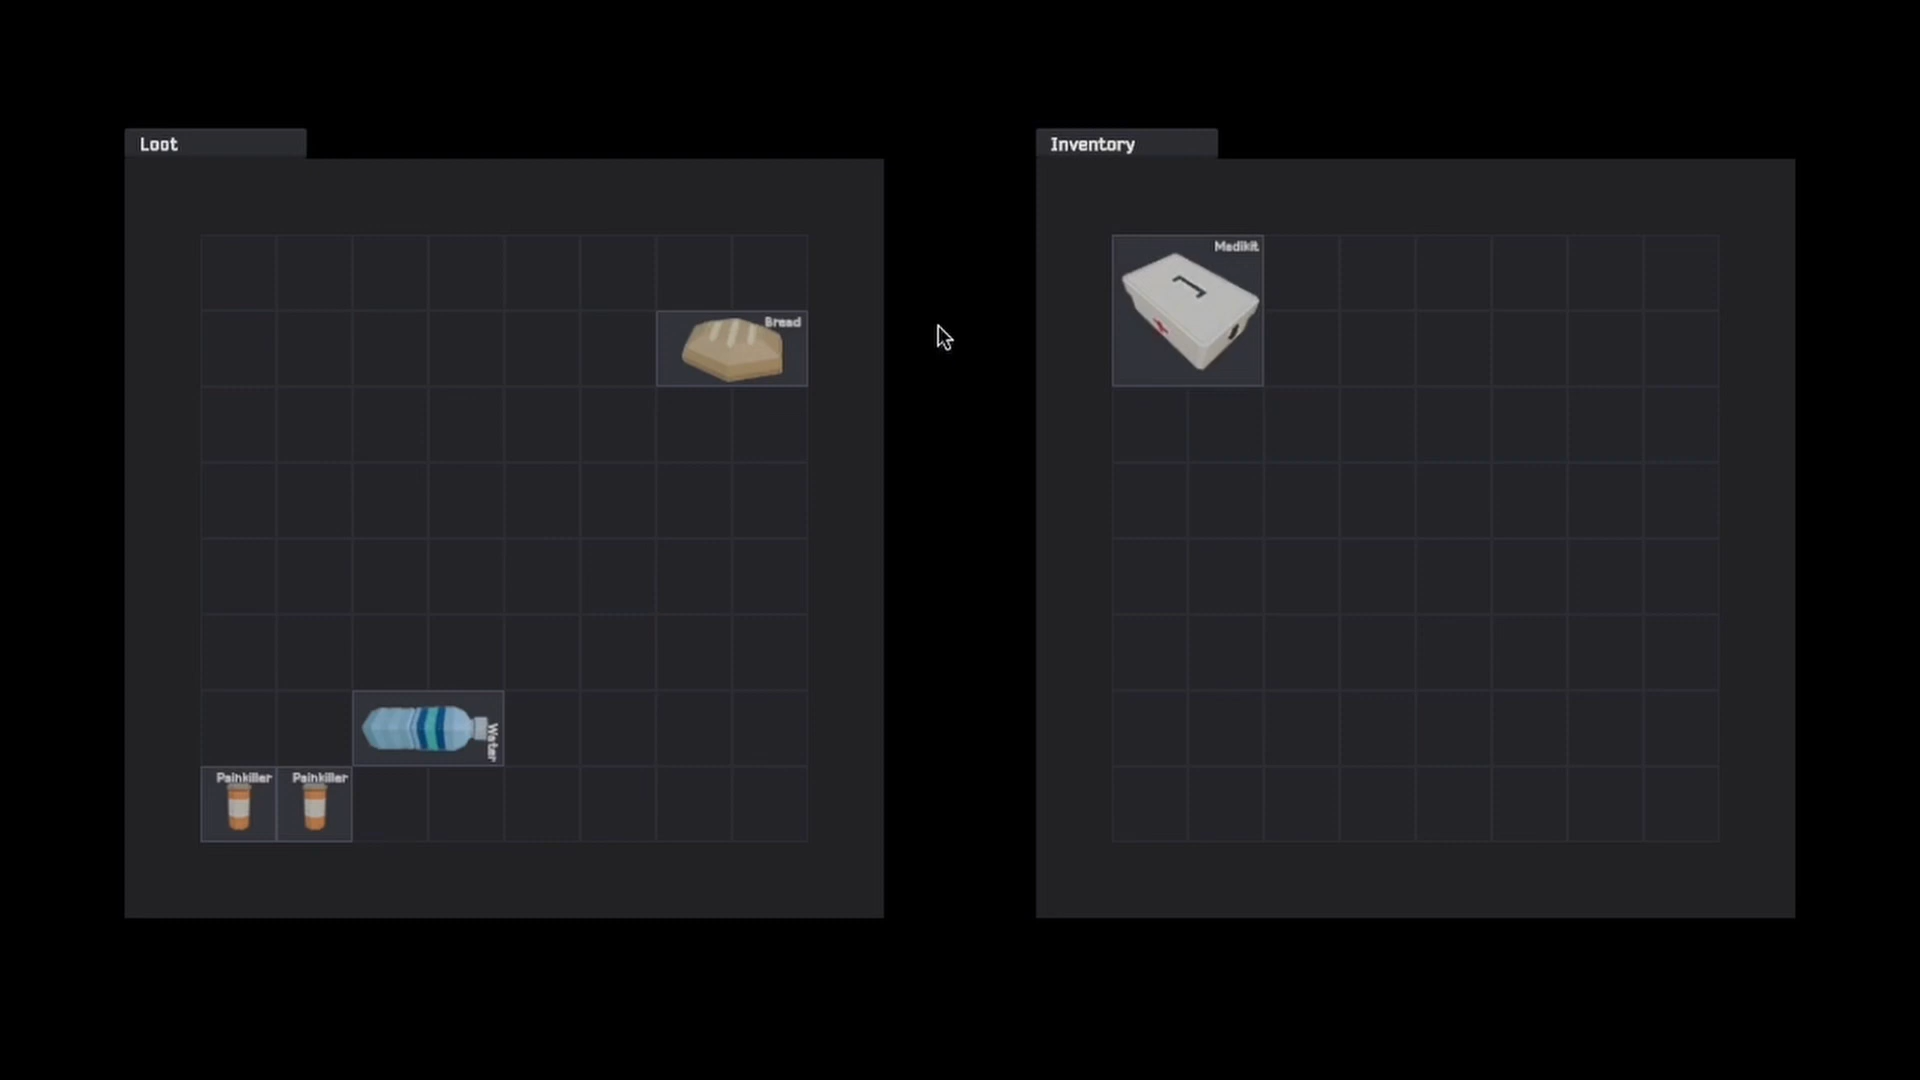 Loot
Inventory
Medikit
Bread
Water
Painkiller
Painkiller